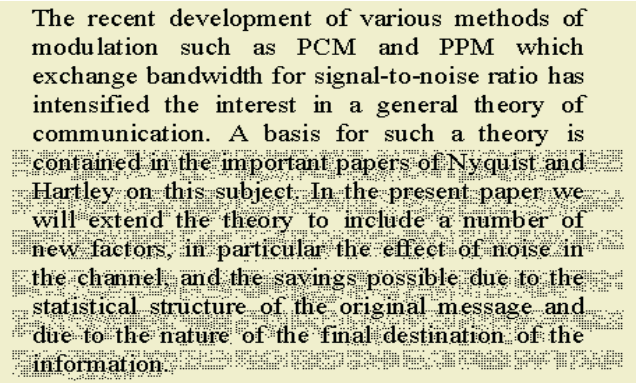 The recent development of various methods of
modulation such as PCM and PPM which
exchange bandwidth for signal-to-noise ratio has
intensified the interest in a general theory of
communication. A basis for such a theory is
contained in the important papers of Nyquist and
Hartley on this subject. In the present paper we
will extend the theory to include a number of
new factors, in particular the effect of noise in
the channel, and the savings possible due to the
statistical structure of the original message and
due to the nature of the final destination of the
information.